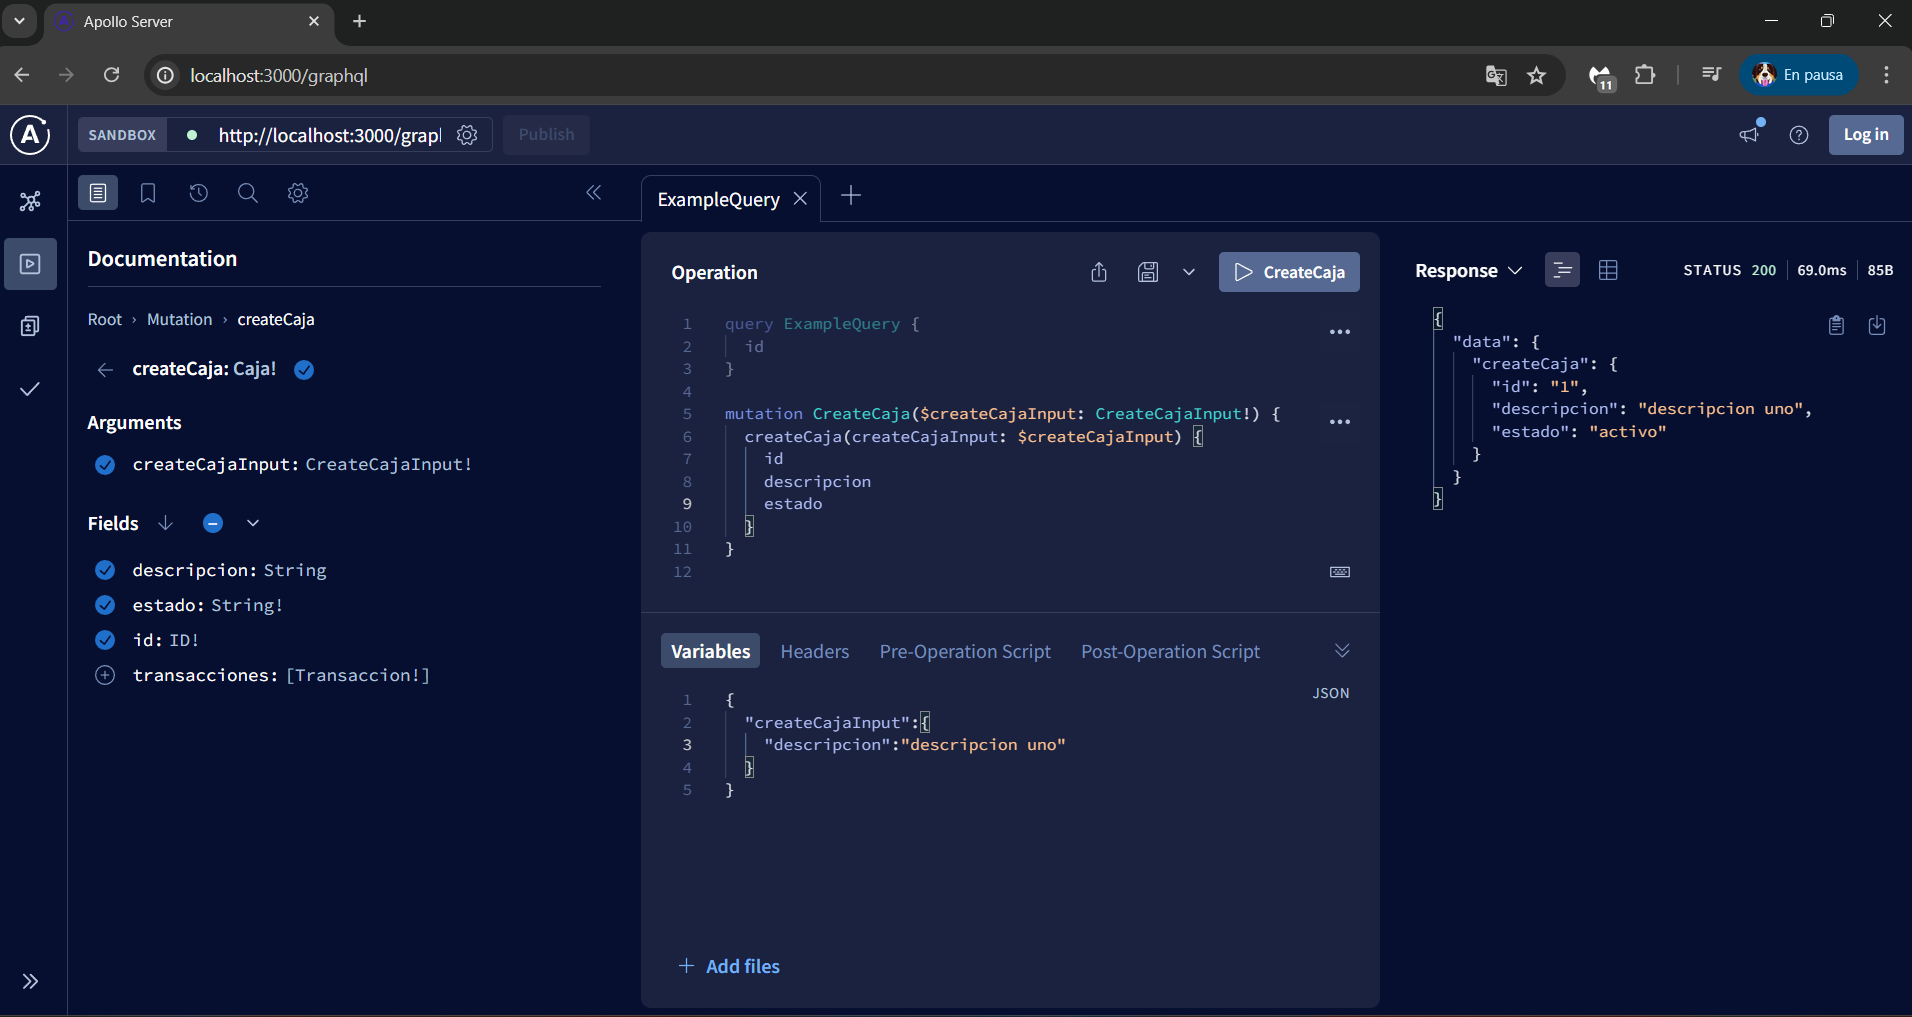 Apollo Server
localhost:3000/graphql
11
En pausa
SANDBOX
http://localhost:3000/grapl
Publish
Log in
ExampleQuery
Documentation
Root › Mutation › createCaja
createCaja: Caja!
Arguments
createCajaInput: CreateCajaInput!
Fields
descripcion: String
estado: String!
id: ID!
transacciones: [Transaccion!]
Operation
CreateCaja
1 query ExampleQuery {
2 id
3 }
4
5 mutation CreateCaja($createCajaInput: CreateCajaInput!) {
6 createCaja(createCajaInput: $createCajaInput) {
7 id
8 descripcion
9 estado
10 }
11 }
12
Variables Headers Pre-Operation Script Post-Operation Script
JSON
1 {
2 "createCajaInput":{
3 "descripcion":"descripcion uno"
4 }
5 }
Add files
Response
STATUS 200 69.0ms 85B
{
"data": {
"createCaja": {
"id": "1",
"descripcion": "descripcion uno",
"estado": "activo"
}
}
}